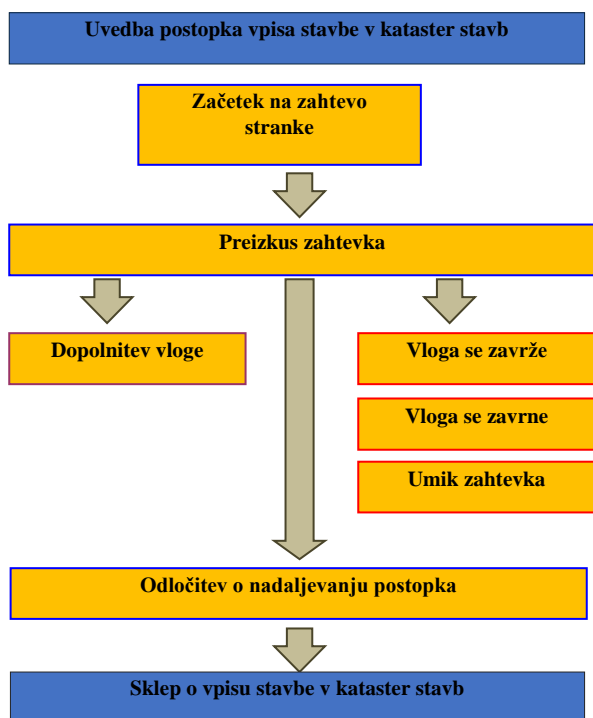 Uvedba postopka vpisa stavbe v kataster stavb
Začetek na zahtevo
stranke
Preizkus zahtevka
Dopolnitev vloge
Vloga se zavrže
Vloga se zavrne
Umik zahtevka
Odločitev o nadaljevanju postopka
Sklep o vpisu stavbe v kataster stavb